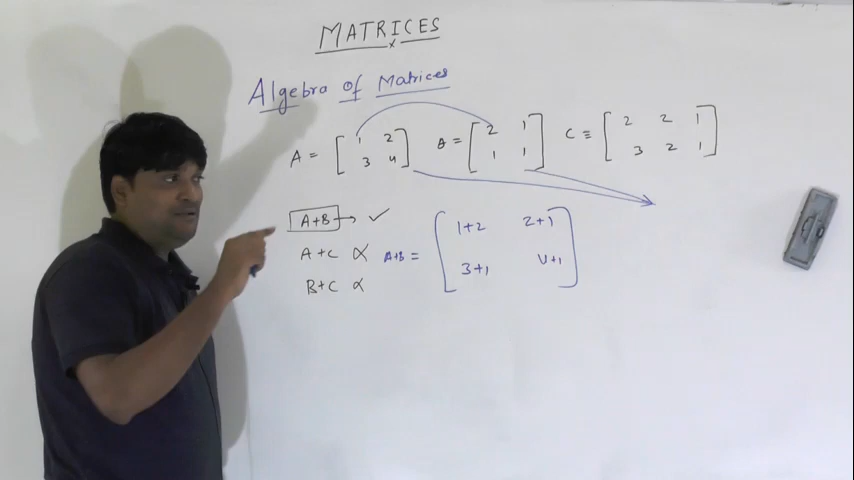 MATRICES
Algebra of Matrices
A = [ 1 2 B = [ 2 1 ] C = [ 2 2 1 ]
3 4 ] 1 1 3 2 1
A+B → ✓ 1+2 2+1
A+C × A+B =
B+C × 3+1 4+1